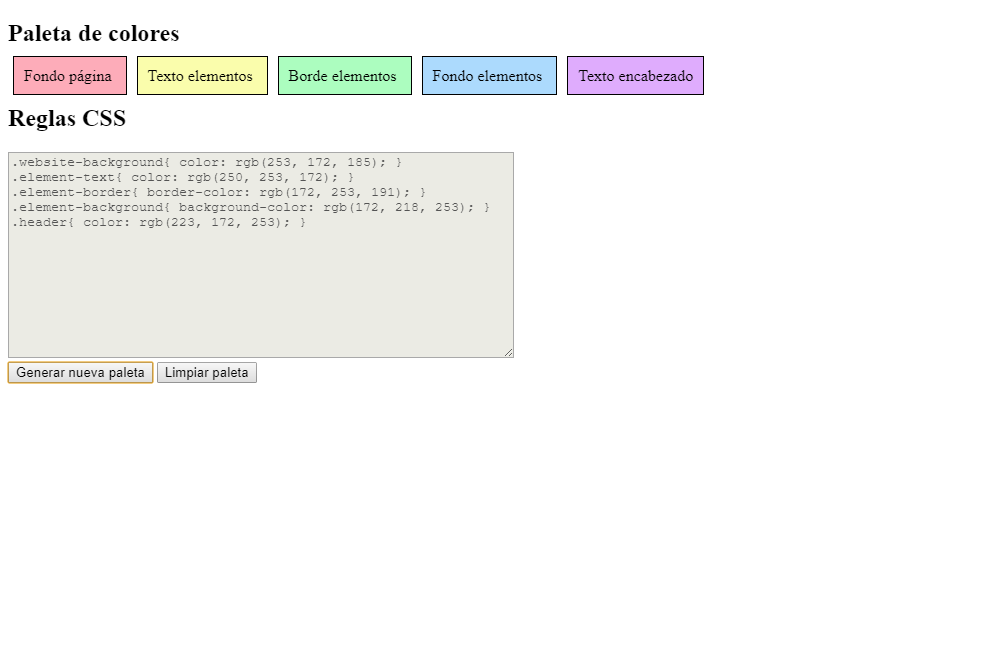 Paleta de colores
Fondo página Texto elementos Borde elementos Fondo elementos Texto encabezado
Reglas CSS
.website-background{ color: rgb(253, 172, 185); }
.element-text{ color: rgb(250, 253, 172); }
.element-border{ border-color: rgb(172, 253, 191); }
.element-background{ background-color: rgb(172, 218, 253); }
.header{ color: rgb(223, 172, 253); }
Generar nueva paleta Limpiar paleta